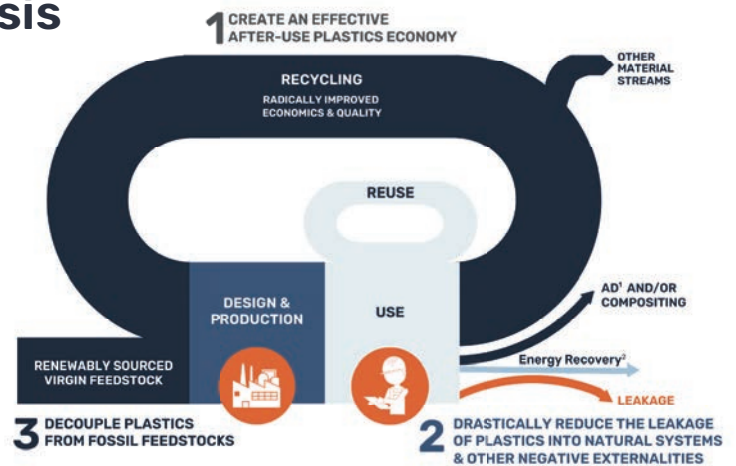 sis
1 CREATE AN EFFECTIVE
AFTER-USE PLASTICS ECONOMY
RECYCLING
RADICALLY IMPROVED
ECONOMICS & QUALITY
OTHER
MATERIAL
STREAMS
REUSE
DESIGN &
PRODUCTION
USE
AD¹ AND/OR
COMPOSITING
Energy Recovery²
LEAKAGE
RENEWABLY SOURCED
VIRGIN FEEDSTOCK
3 DECOUPLE PLASTICS
FROM FOSSIL FEEDSTOCKS
2 DRASTICALLY REDUCE THE LEAKAGE
OF PLASTICS INTO NATURAL SYSTEMS
& OTHER NEGATIVE EXTERNALITIES